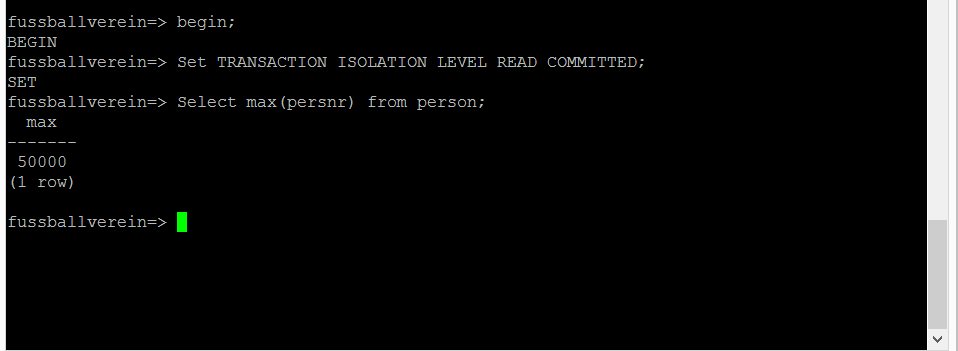 fussballverein=> begin;
BEGIN
fussballverein=> Set TRANSACTION ISOLATION LEVEL READ COMMITTED;
SET
fussballverein=> Select max(persnr) from person;
  max
-------
 50000
(1 row)

fussballverein=>